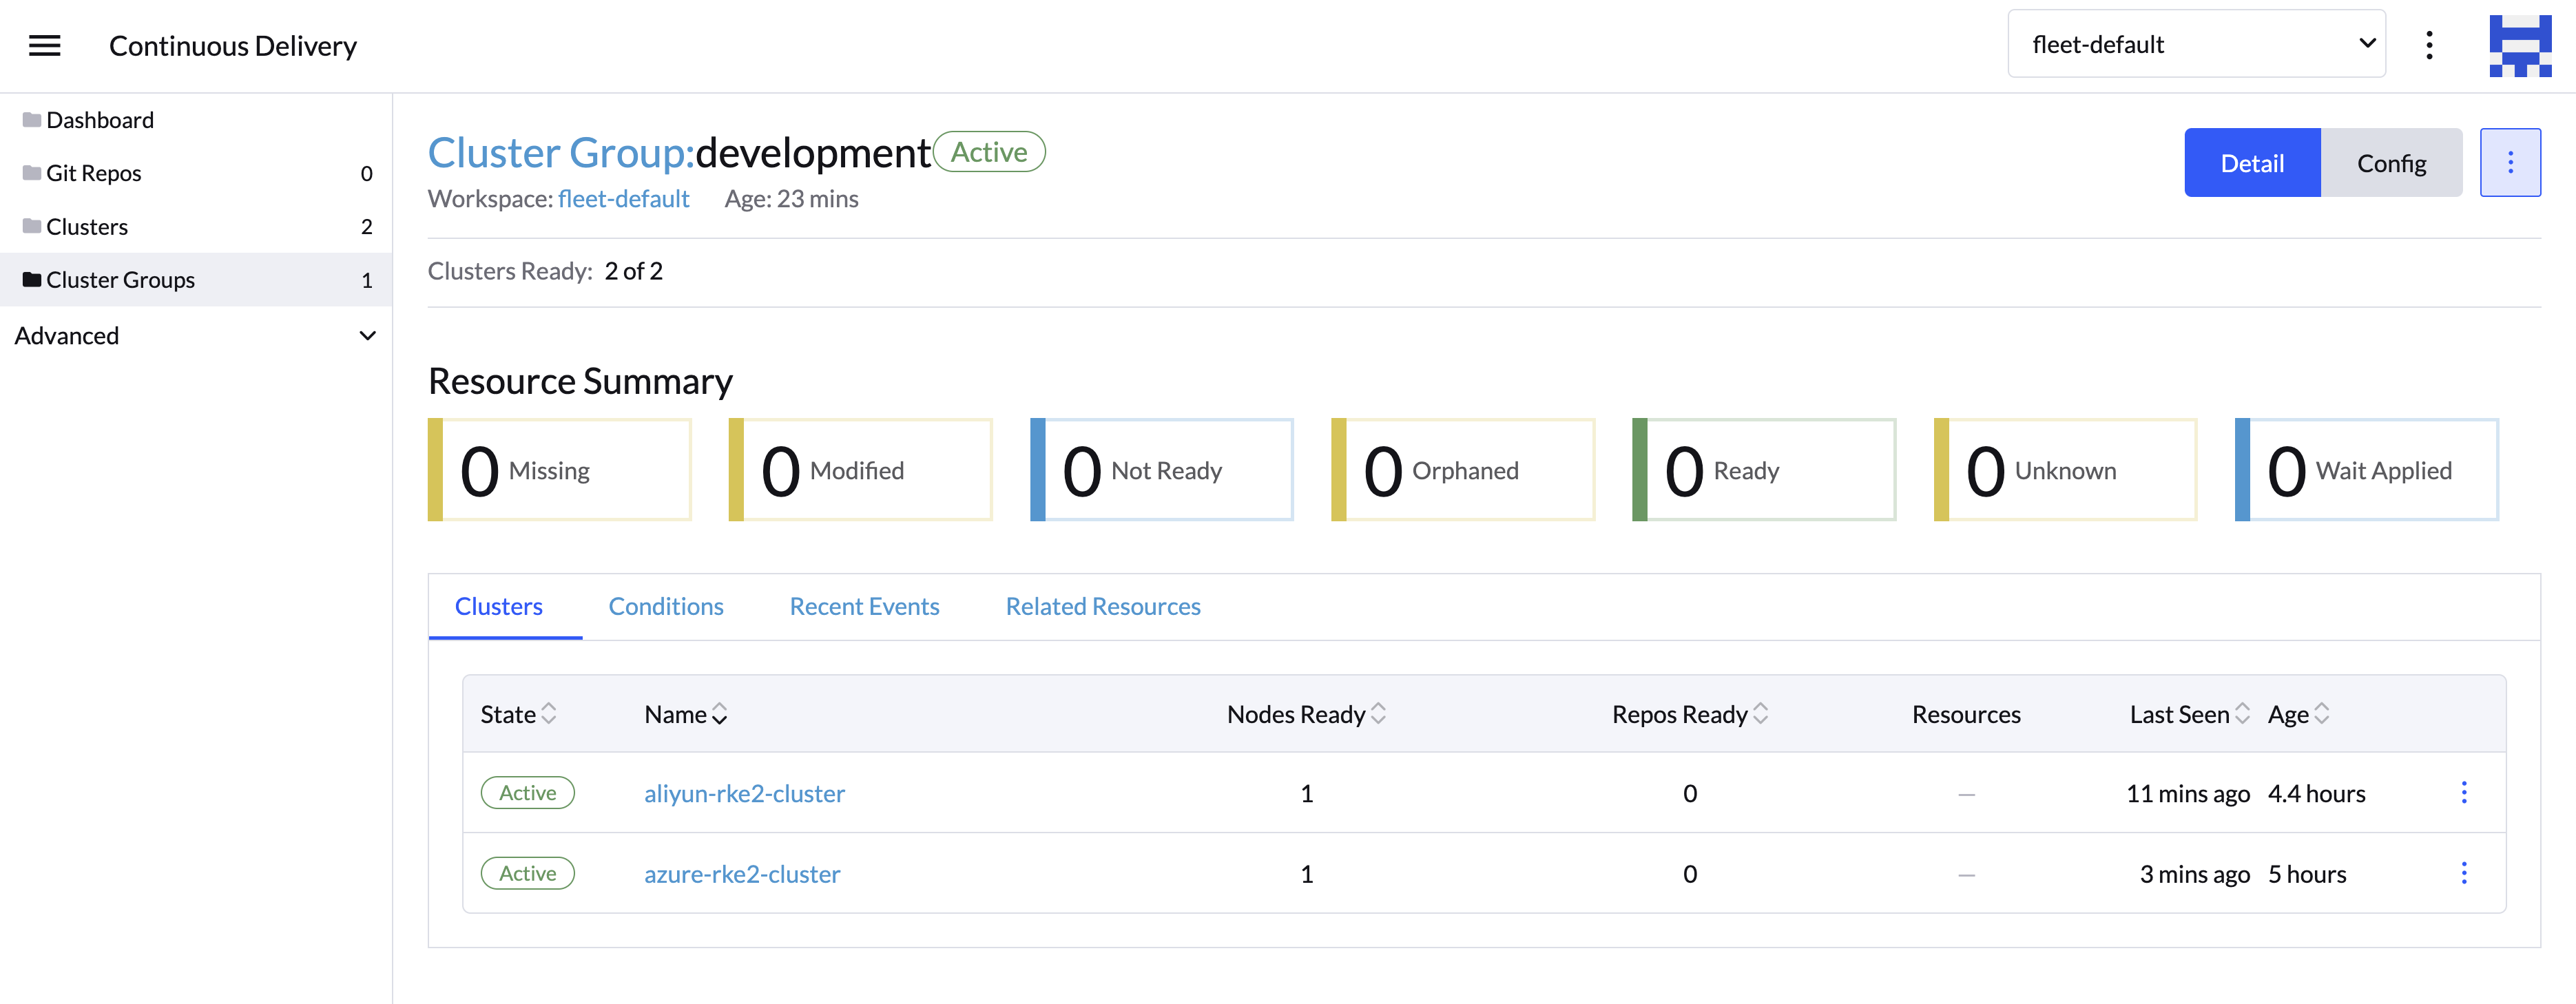 Continuous Delivery
fleet-default
Dashboard
Git Repos 0
Clusters 2
Cluster Groups 1
Advanced
Cluster Group:development Active
Workspace: fleet-default Age: 23 mins
Detail Config
Clusters Ready: 2 of 2
Resource Summary
0 Missing
0 Modified
0 Not Ready
0 Orphaned
0 Ready
0 Unknown
0 Wait Applied
Clusters Conditions Recent Events Related Resources
State Name Nodes Ready Repos Ready Resources Last Seen Age
Active aliyun-rke2-cluster 1 0 — 11 mins ago 4.4 hours
Active azure-rke2-cluster 1 0 — 3 mins ago 5 hours